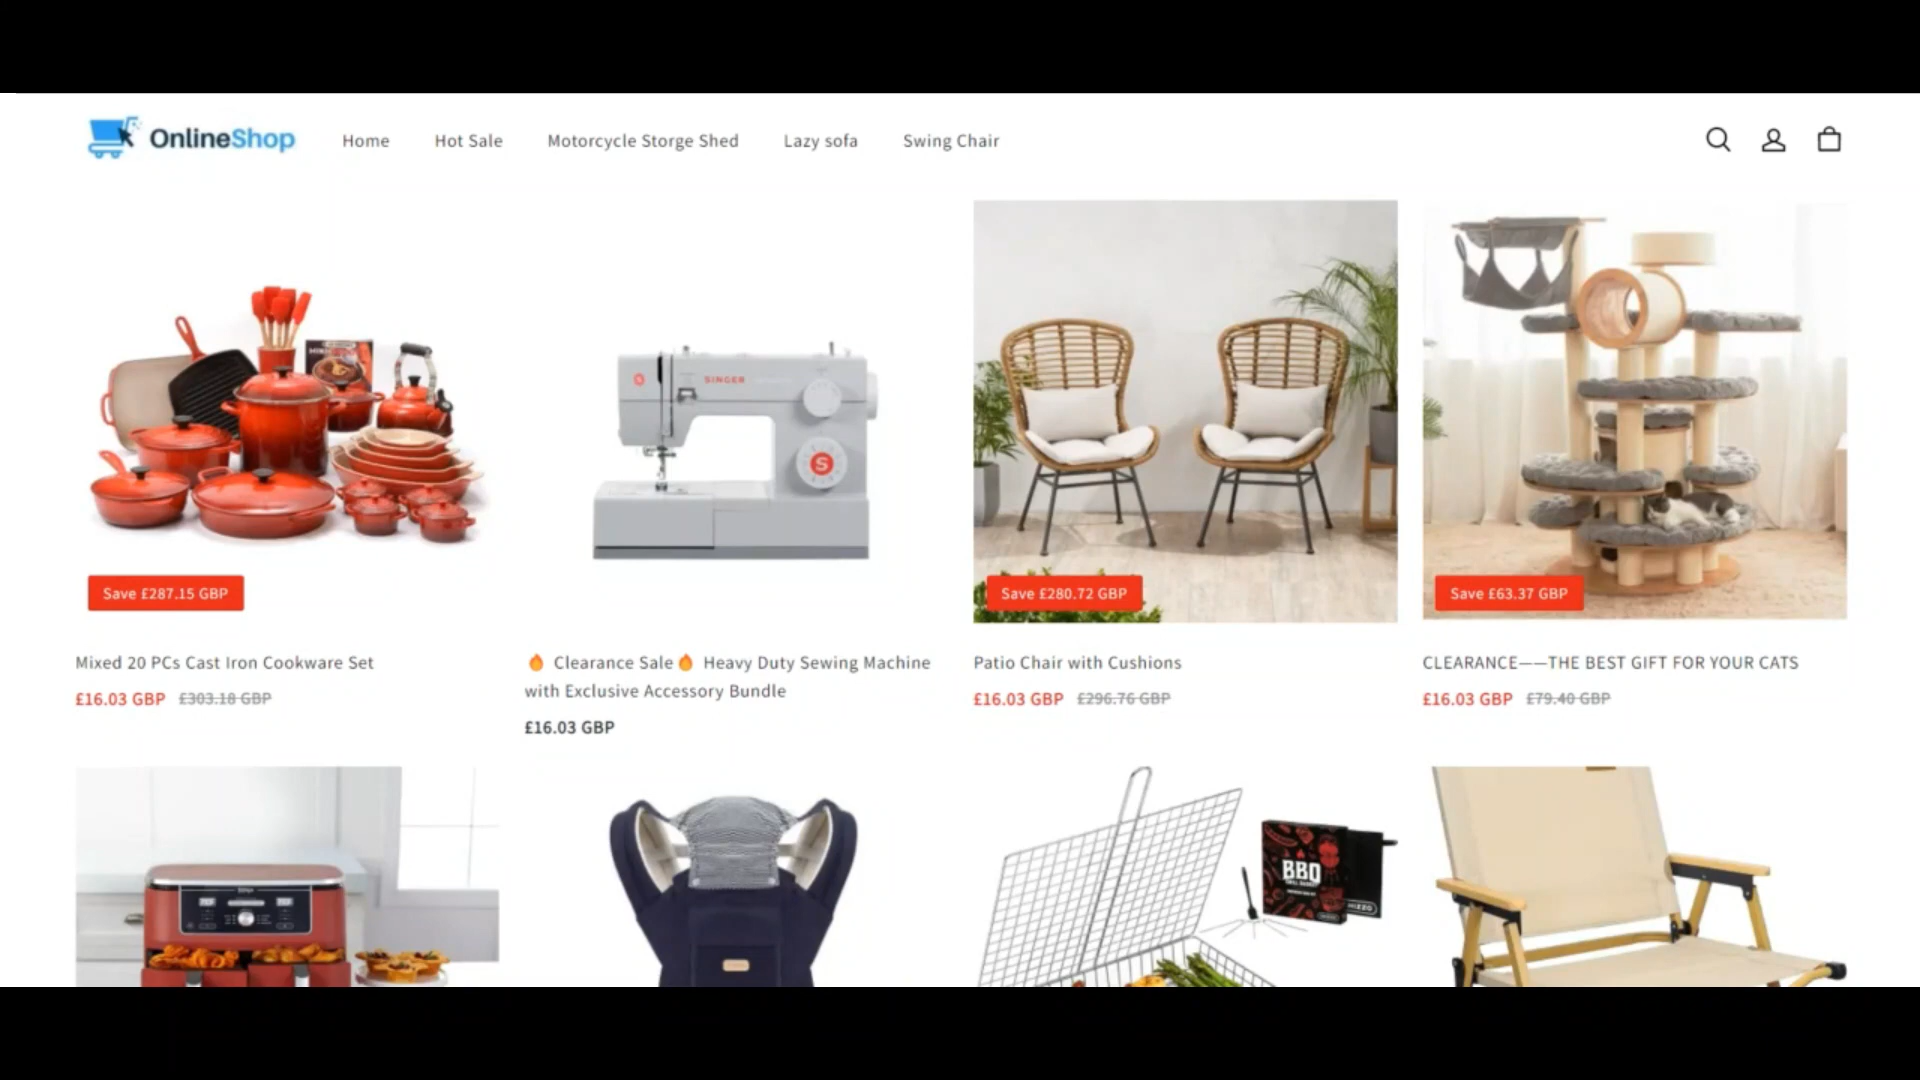 OnlineShop
Home Hot Sale Motorcycle Storge Shed Lazy sofa Swing Chair
SINGER
Save £287.15 GBP
Save £280.72 GBP
Save £63.37 GBP
Mixed 20 PCs Cast Iron Cookware Set
£16.03 GBP £303.18 GBP
🔥 Clearance Sale🔥 Heavy Duty Sewing Machine
with Exclusive Accessory Bundle
£16.03 GBP
Patio Chair with Cushions
£16.03 GBP £296.76 GBP
CLEARANCE——THE BEST GIFT FOR YOUR CATS
£16.03 GBP £79.40 GBP
BBQ